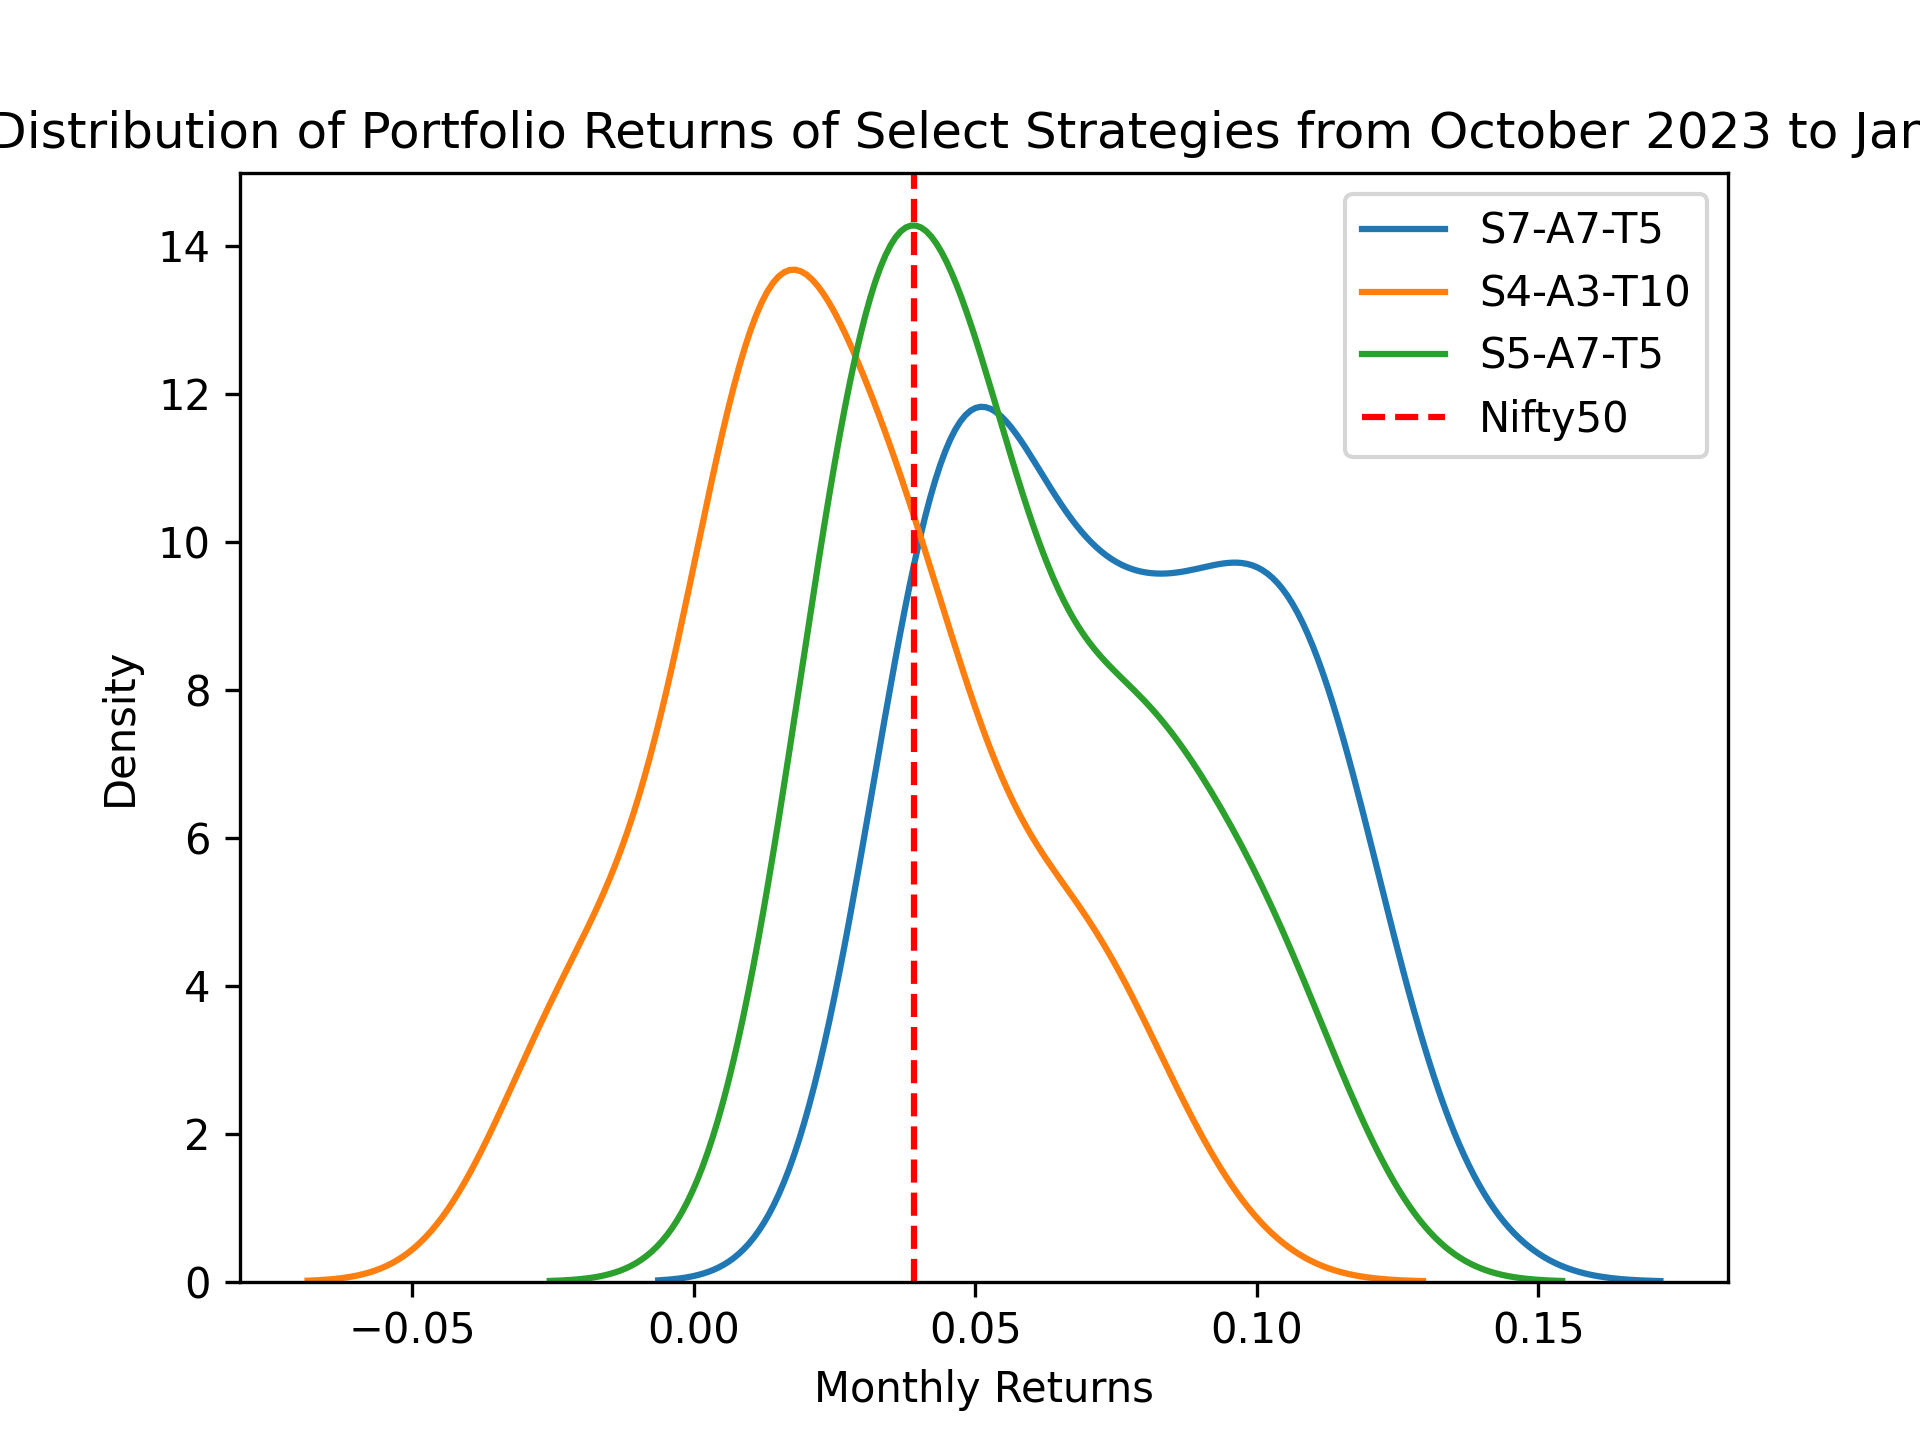 Distribution of Portfolio Returns of Select Strategies from October 2023 to Jan
S7-A7-T5
S4-A3-T10
S5-A7-T5
Nifty50
14
12
10
8
6
4
2
0
Density
−0.05 0.00 0.05 0.10 0.15
Monthly Returns